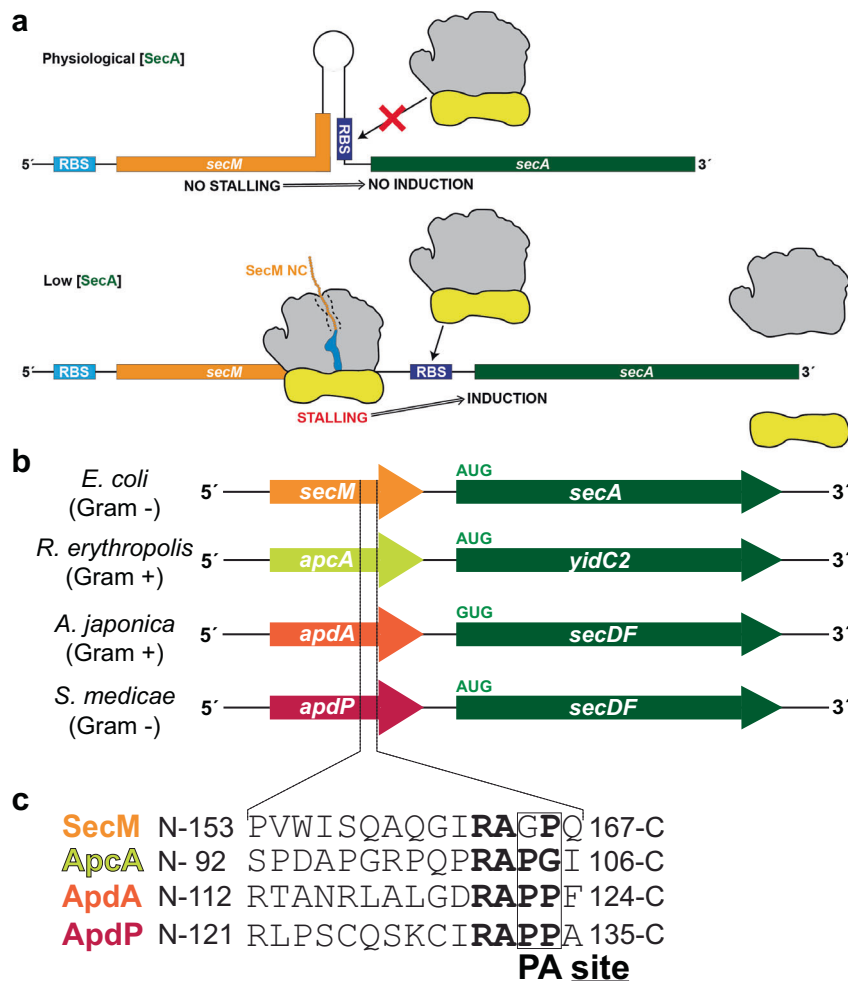 a
Physiological [SecA]
RBS
5´ RBS secM secA 3´
NO STALLING NO INDUCTION
Low [SecA]
SecM NC
5´ RBS secM RBS secA 3´
STALLING INDUCTION
b
E. coli
(Gram -)
5´ secM AUG secA 3´
R. erythropolis
(Gram +)
5´ apcA AUG yidC2 3´
A. japonica
(Gram +)
5´ apdA GUG secDF 3´
S. medicae
(Gram -)
5´ apdP AUG secDF 3´
c
SecM N-153 PVWISQAQGIRAGPQ 167-C
ApcA N- 92 SPDAPGRPQPRAPGI 106-C
ApdA N-112 RTANRLALGDRAPPF 124-C
ApdP N-121 RLPSCQSKCIRAPPA 135-C
PA site